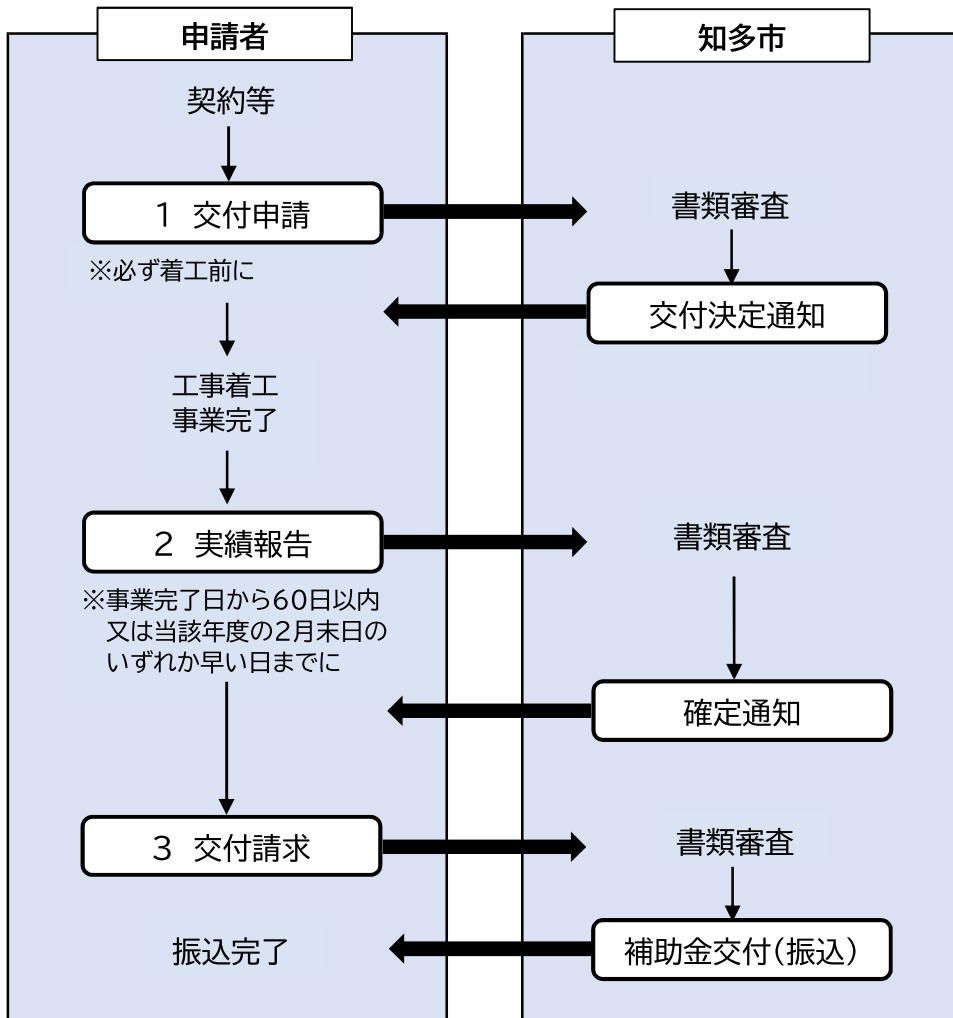 申請者
知多市
契約等
1 交付申請
書類審査
※必ず着工前に
交付決定通知
工事着工
事業完了
2 実績報告
書類審査
※事業完了日から60日以内
又は当該年度の2月末日の
いずれか早い日までに
確定通知
3 交付請求
書類審査
振込完了
補助金交付(振込)